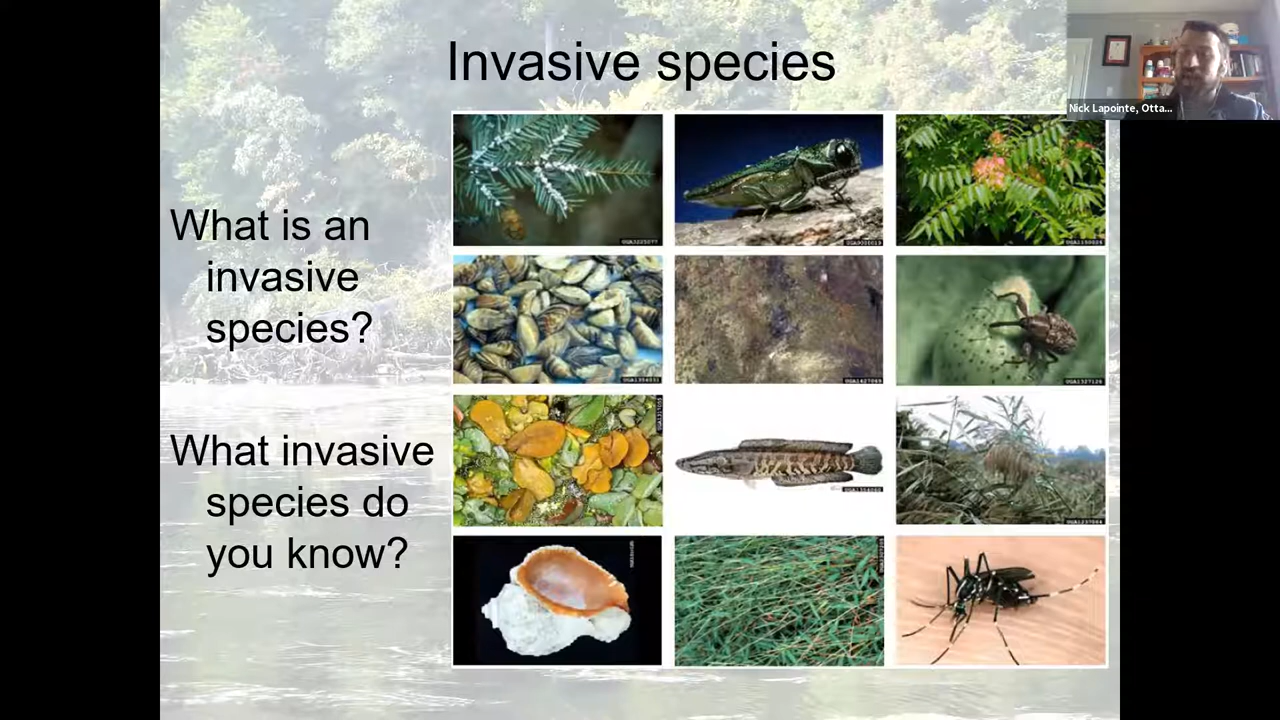 Invasive species
Nick Lapointe, Otta...
What is an
invasive
species?
What invasive
species do
you know?